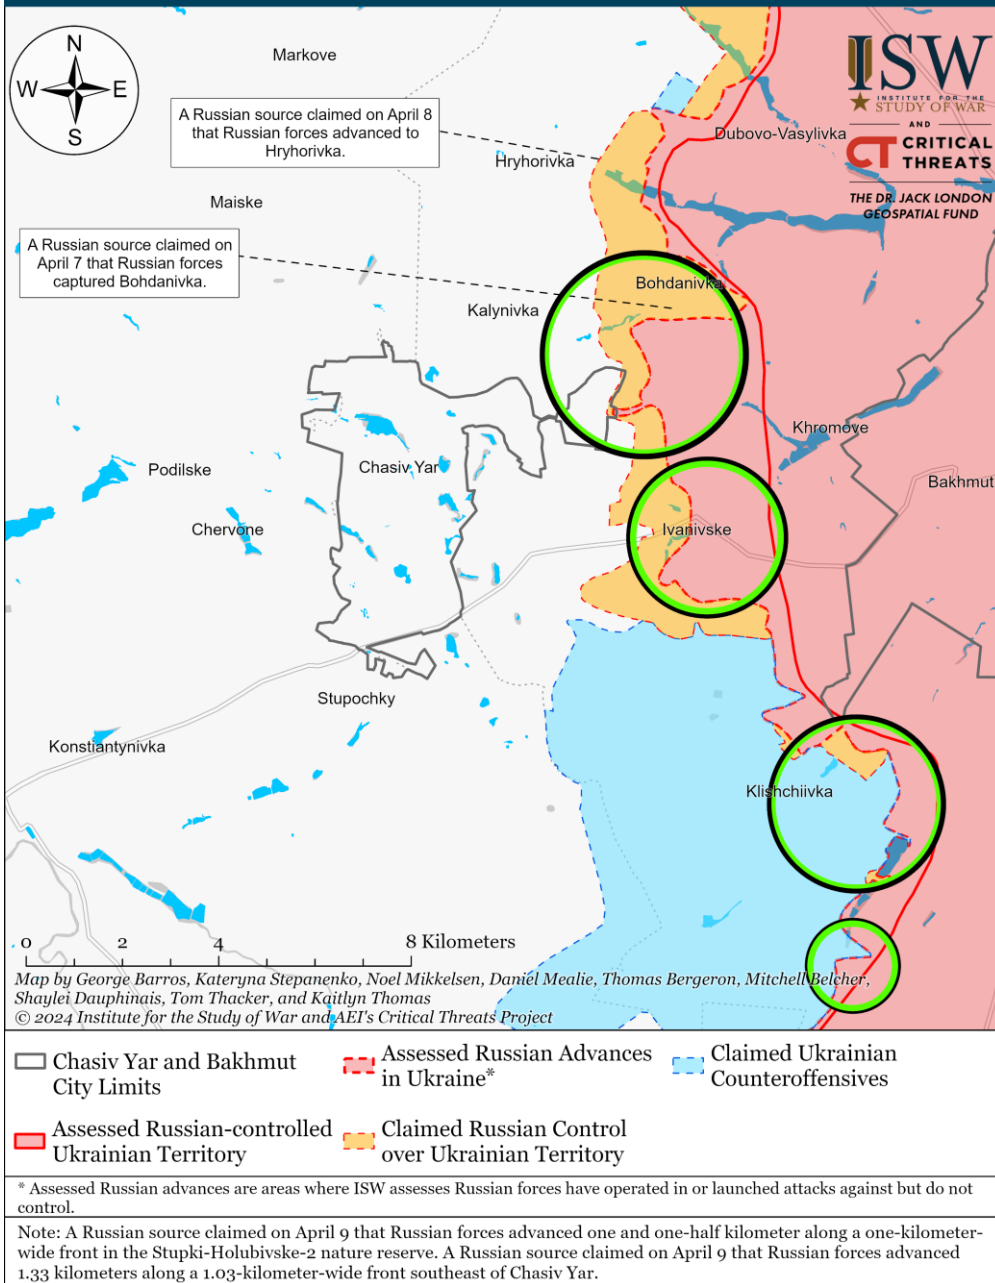 N
W E
S
Markove
ISW
INSTITUTE FOR THE
STUDY OF WAR
AND
CT CRITICAL
THREATS
THE DR. JACK LONDON
GEOSPATIAL FUND
A Russian source claimed on April 8
that Russian forces advanced to
Hryhorivka.
Dubovo-Vasylivka
Hryhorivka
Maiske
A Russian source claimed on
April 7 that Russian forces
captured Bohdanivka.
Bohdanivka
Kalynivka
Khromove
Podilske
Chasiv Yar
Bakhmut
Chervone
Ivanivske
Stupochky
Konstiantynivka
Klishchiivka
0 2 4 8 Kilometers
Map by George Barros, Kateryna Stepanenko, Noel Mikkelsen, Daniel Mealie, Thomas Bergeron, Mitchell Belcher,
Shaylei Dauphinais, Tom Thacker, and Kaitlyn Thomas
© 2024 Institute for the Study of War and AEI's Critical Threats Project
Chasiv Yar and Bakhmut
City Limits
Assessed Russian Advances
in Ukraine*
Claimed Ukrainian
Counteroffensives
Assessed Russian-controlled
Ukrainian Territory
Claimed Russian Control
over Ukrainian Territory
* Assessed Russian advances are areas where ISW assesses Russian forces have operated in or launched attacks against but do not
control.
Note: A Russian source claimed on April 9 that Russian forces advanced one and one-half kilometer along a one-kilometer-
wide front in the Stupki-Holubivske-2 nature reserve. A Russian source claimed on April 9 that Russian forces advanced
1.33 kilometers along a 1.03-kilometer-wide front southeast of Chasiv Yar.